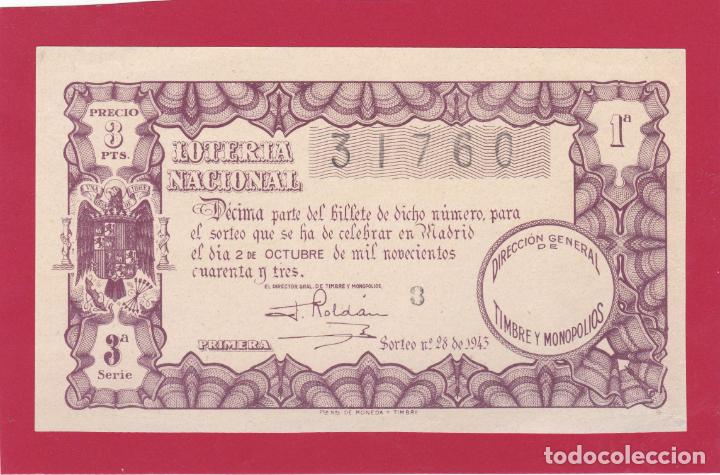 PRECIO
3
PTS.
LOTERIA
NACIONAL
31760
1ª
Décima parte del billete de dicho número, para
el sorteo que se ha de celebrar en Madrid
el día 2 DE OCTUBRE de mil novecientos
cuarenta y tres.
EL DIRECTOR GRAL. DE TIMBRE Y MONOPOLIOS,
F. Roldán
3
DIRECCIÓN GENERAL
DE
TIMBRE Y MONOPOLIOS
3ª
Serie
PRIMERA
Sorteo nº 28 de 1943
DE MONEDA Y TIMBRE
todocoleccion